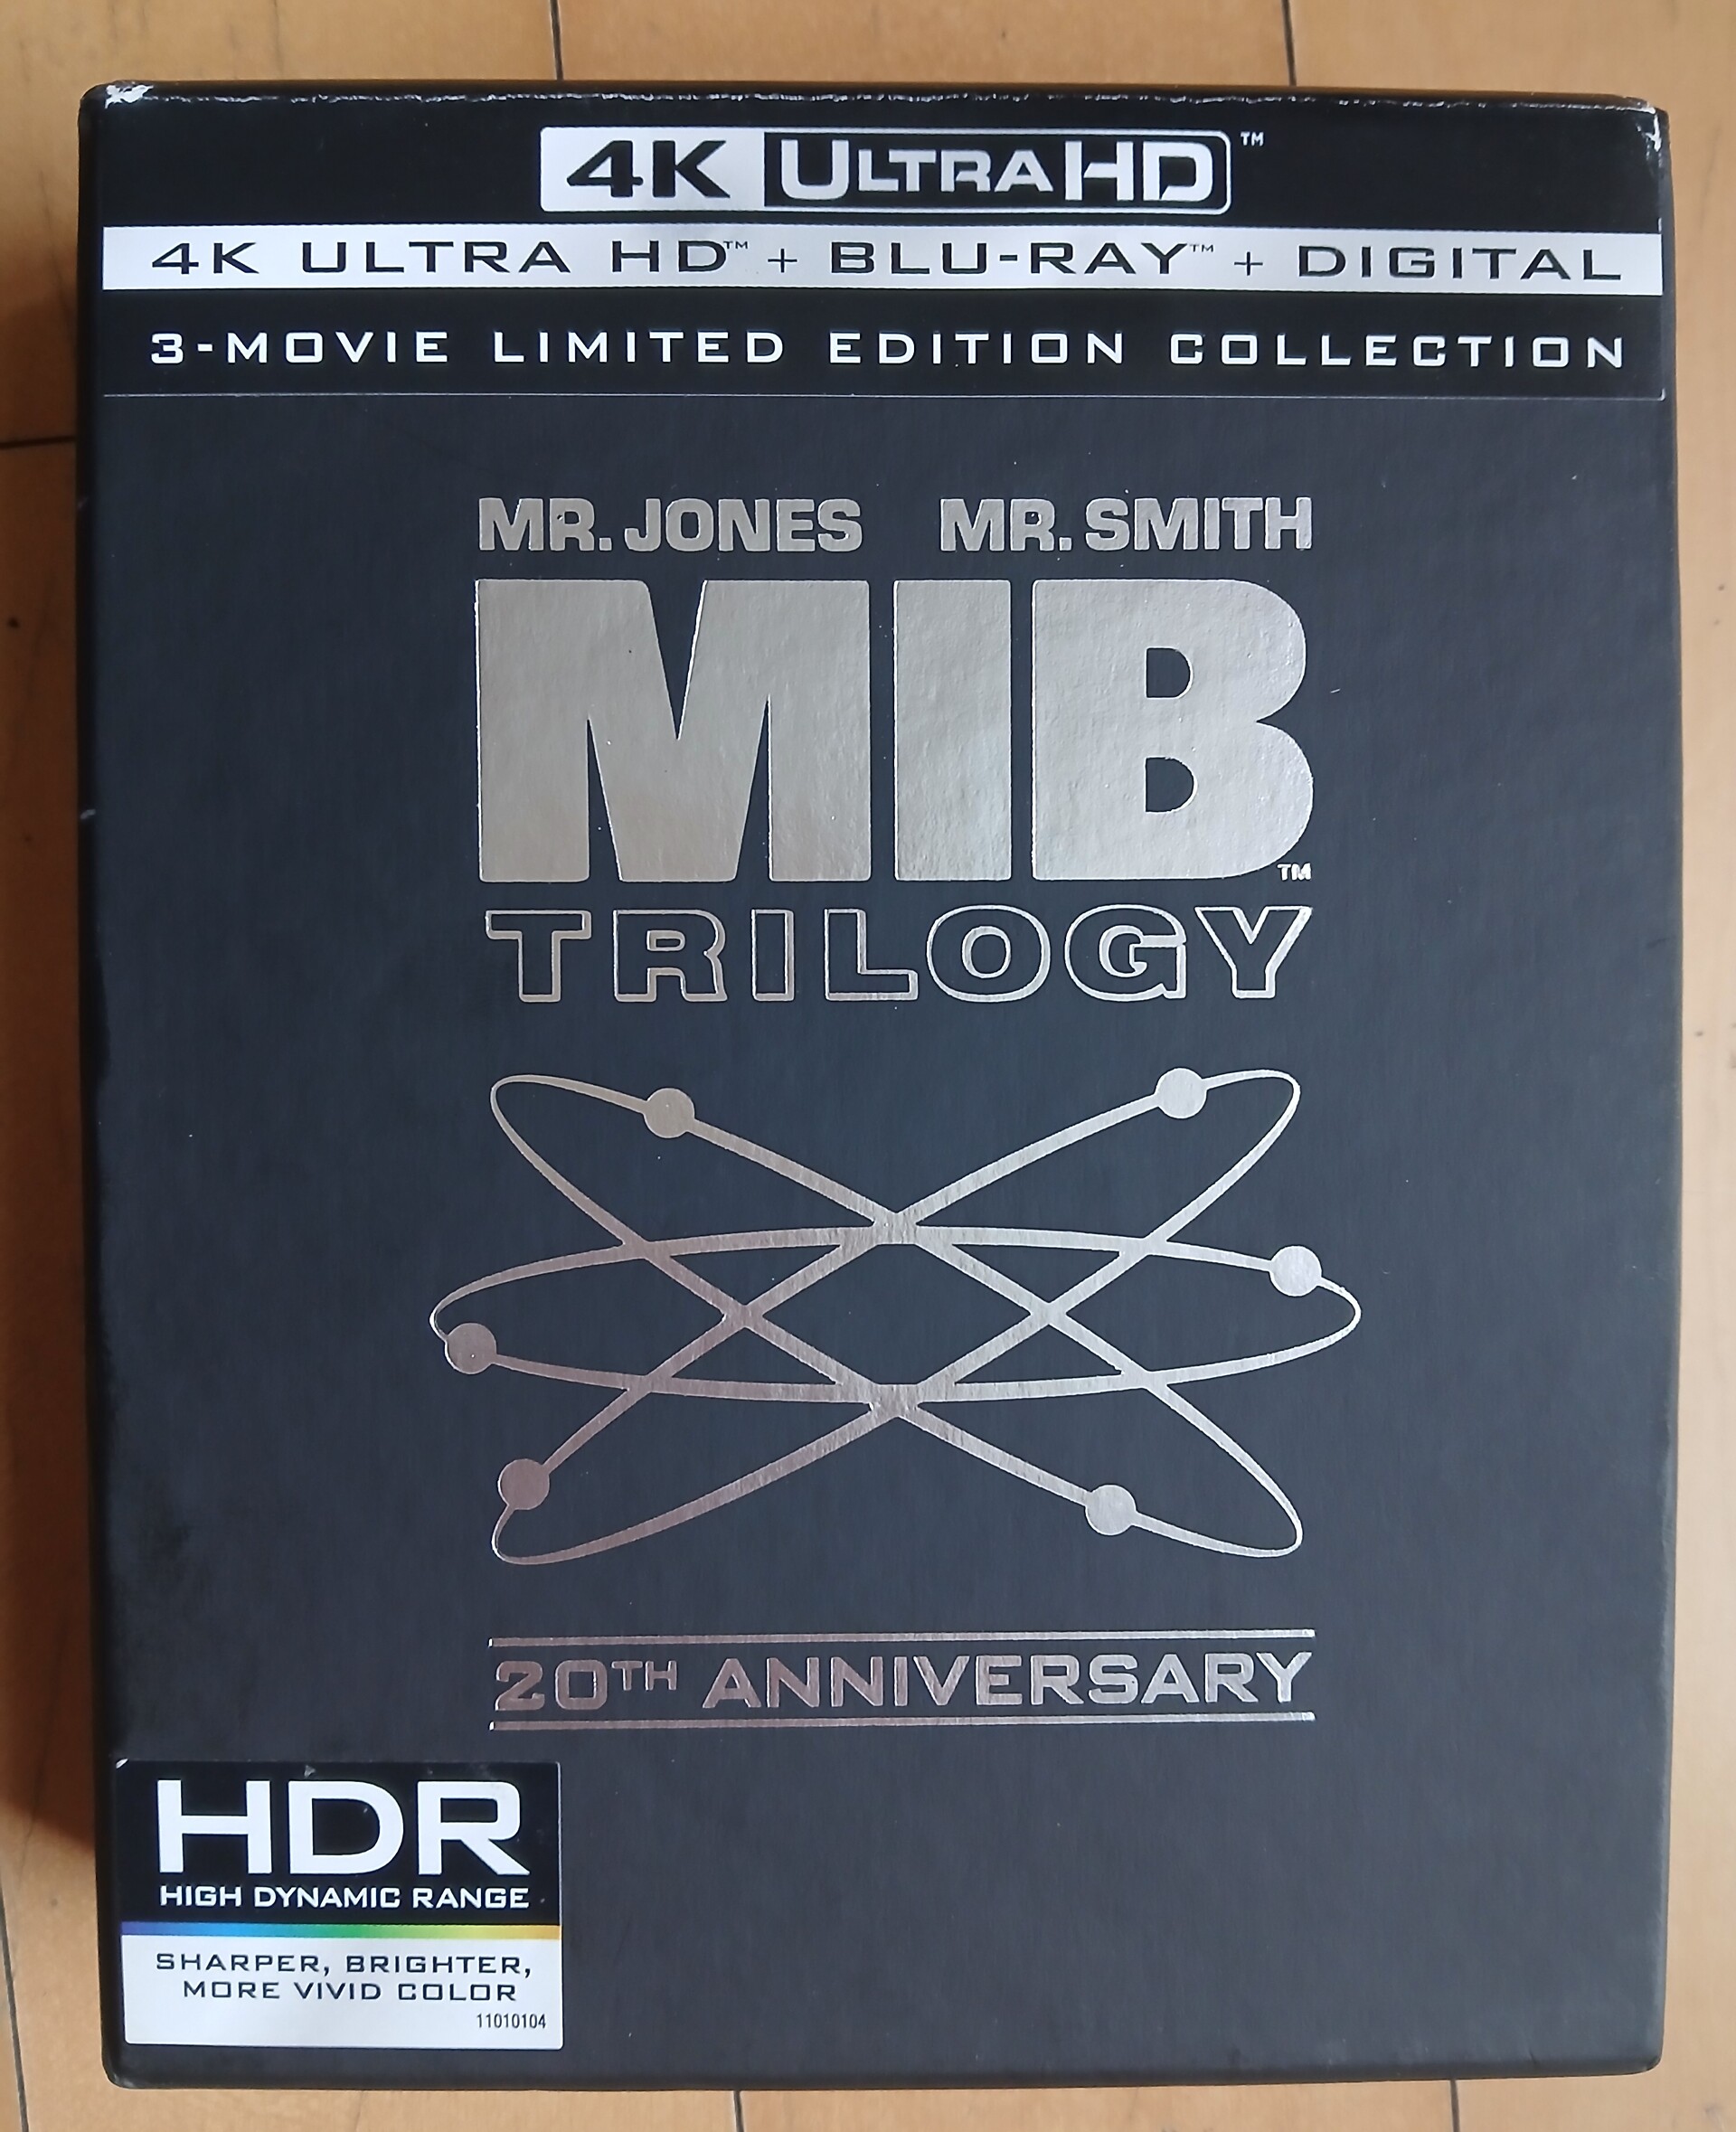 4K ULTRAHD™
4K ULTRA HD™ + BLU-RAY™ + DIGITAL
3-MOVIE LIMITED EDITION COLLECTION
MR. JONES MR. SMITH
MIB™
TRILOGY
20TH ANNIVERSARY
HDR
HIGH DYNAMIC RANGE
SHARPER, BRIGHTER,
MORE VIVID COLOR
11010104